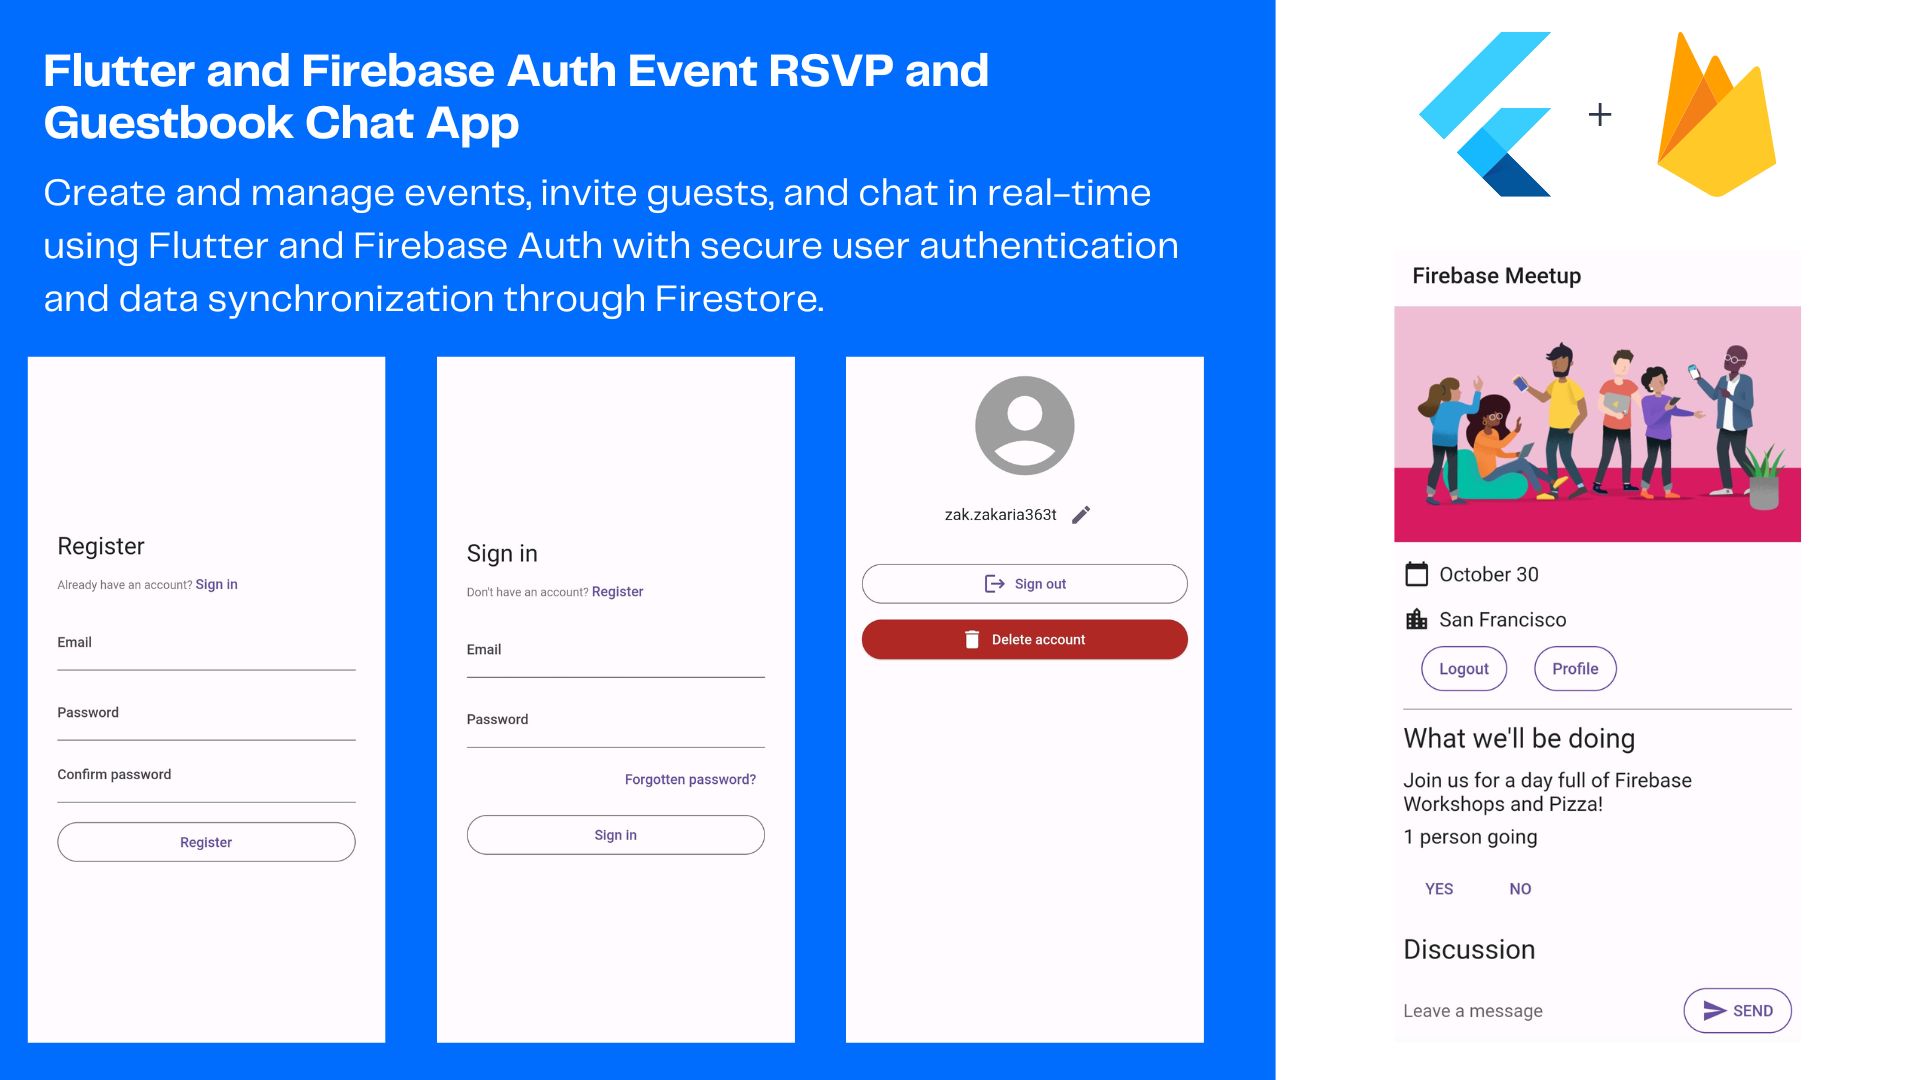 Flutter and Firebase Auth Event RSVP and
Guestbook Chat App
Create and manage events, invite guests, and chat in real-time
using Flutter and Firebase Auth with secure user authentication
and data synchronization through Firestore.
Register
Already have an account? Sign in
Email
Password
Confirm password
Register
Sign in
Don't have an account? Register
Email
Password
Forgotten password?
Sign in
zak.zakaria363t
Sign out
Delete account
+
Firebase Meetup
October 30
San Francisco
Logout Profile
What we'll be doing
Join us for a day full of Firebase
Workshops and Pizza!
1 person going
YES NO
Discussion
Leave a message SEND